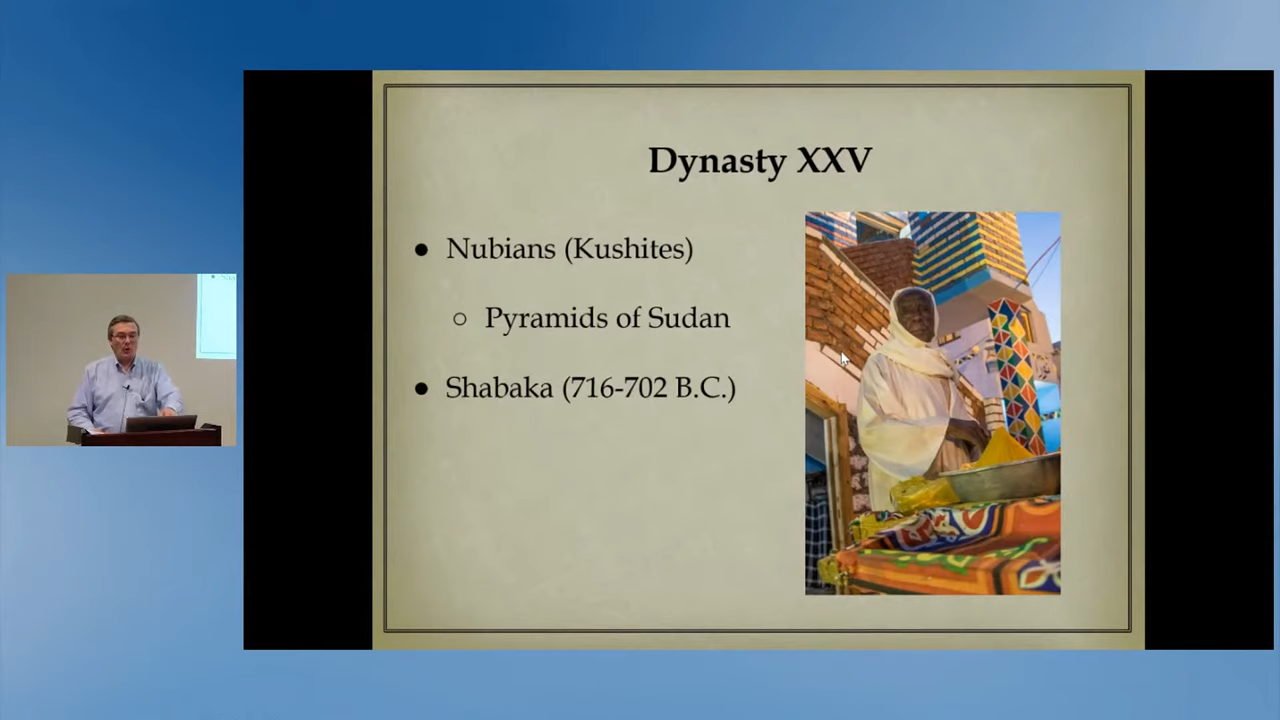 Dynasty XXV
● Nubians (Kushites)
○ Pyramids of Sudan
● Shabaka (716-702 B.C.)